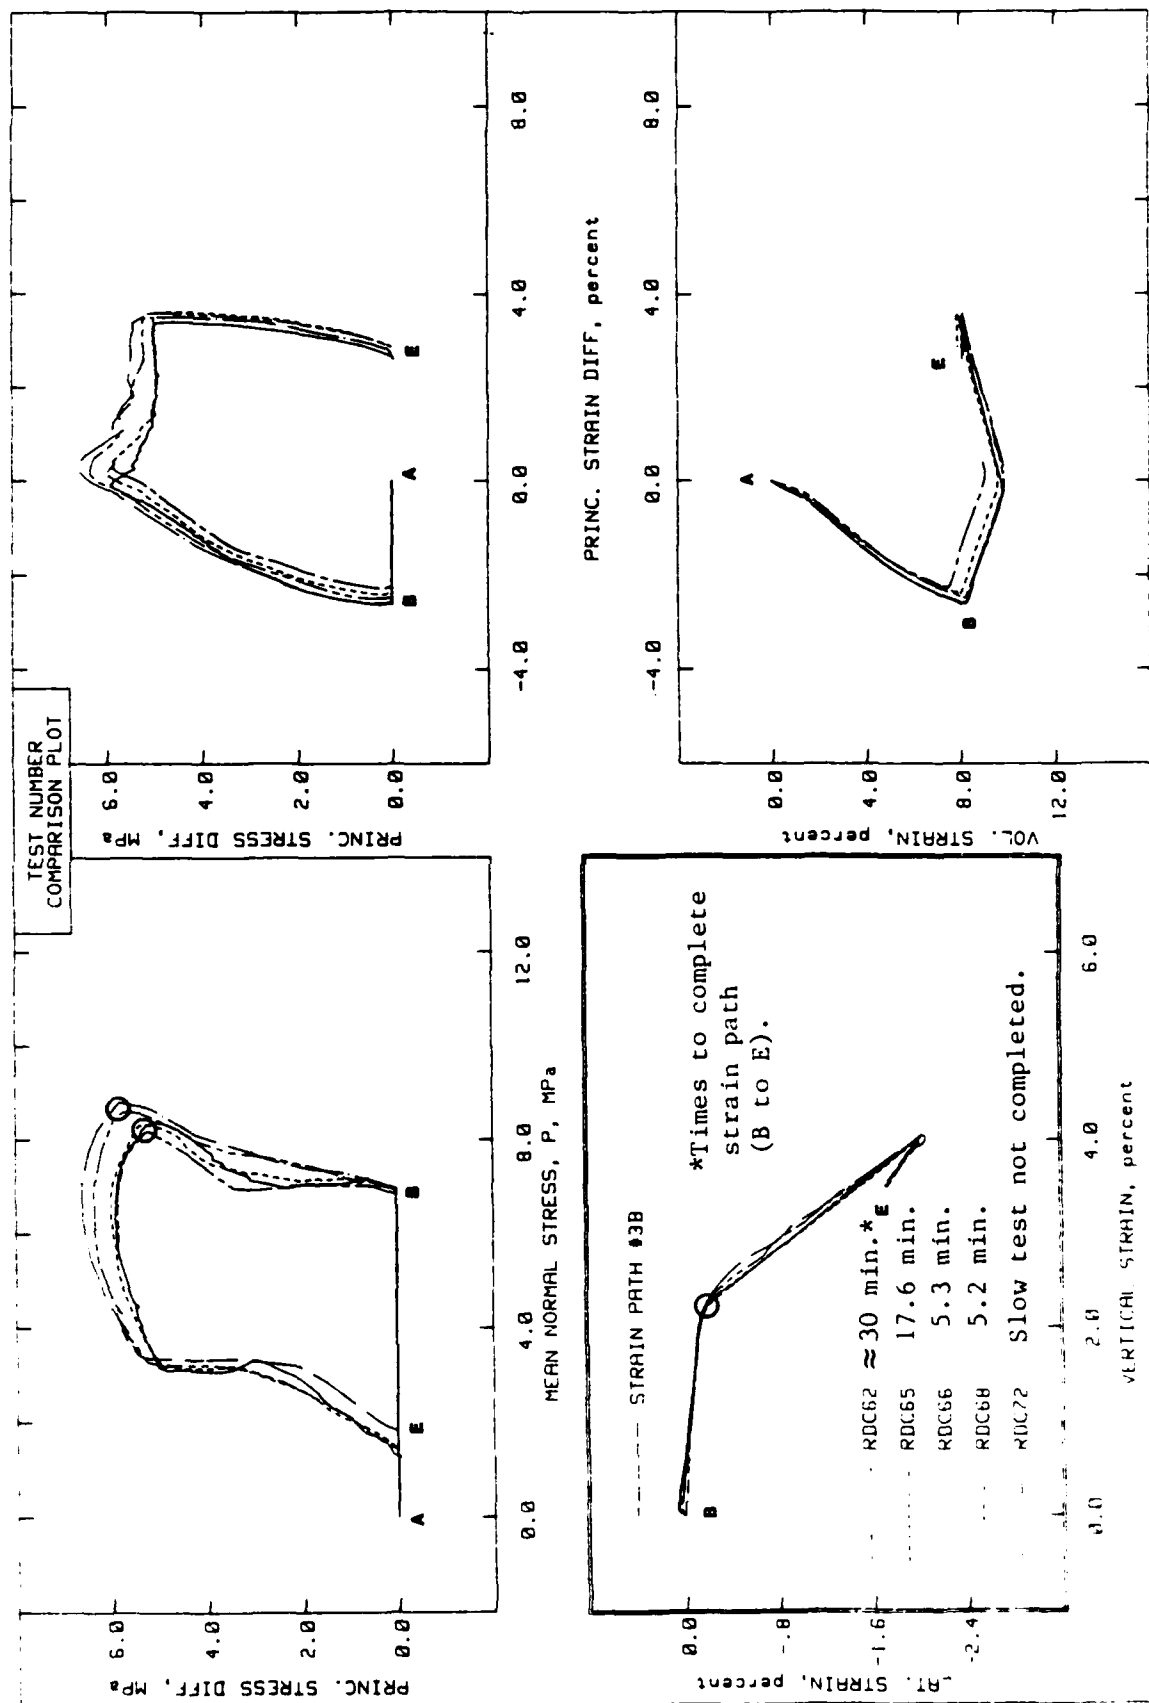 TEST NUMBER
COMPARISON PLOT
PRINC. STRESS DIFF, MPa
6.0
4.0
2.0
0.0
A
E
B
0.0
4.0
8.0
12.0
MEAN NORMAL STRESS, P, MPa
PRINC. STRESS DIFF, MPa
6.0
4.0
2.0
0.0
B
A
E
-4.0
0.0
4.0
8.0
PRINC. STRAIN DIFF, percent
LAT. STRAIN, percent
0.0
-.8
-1.6
-2.4
STRAIN PATH #3B
B
E
*Times to complete
strain path
(B to E).
RDC62 ≈30 min.*
RDC65 17.6 min.
RDC66 5.3 min.
RDC68 5.2 min.
RDC72 Slow test not completed.
0.0
2.0
4.0
6.0
VERTICAL STRAIN, percent
-4.0
0.0
4.0
8.0
VOL. STRAIN, percent
0.0
4.0
8.0
12.0
A
B
E